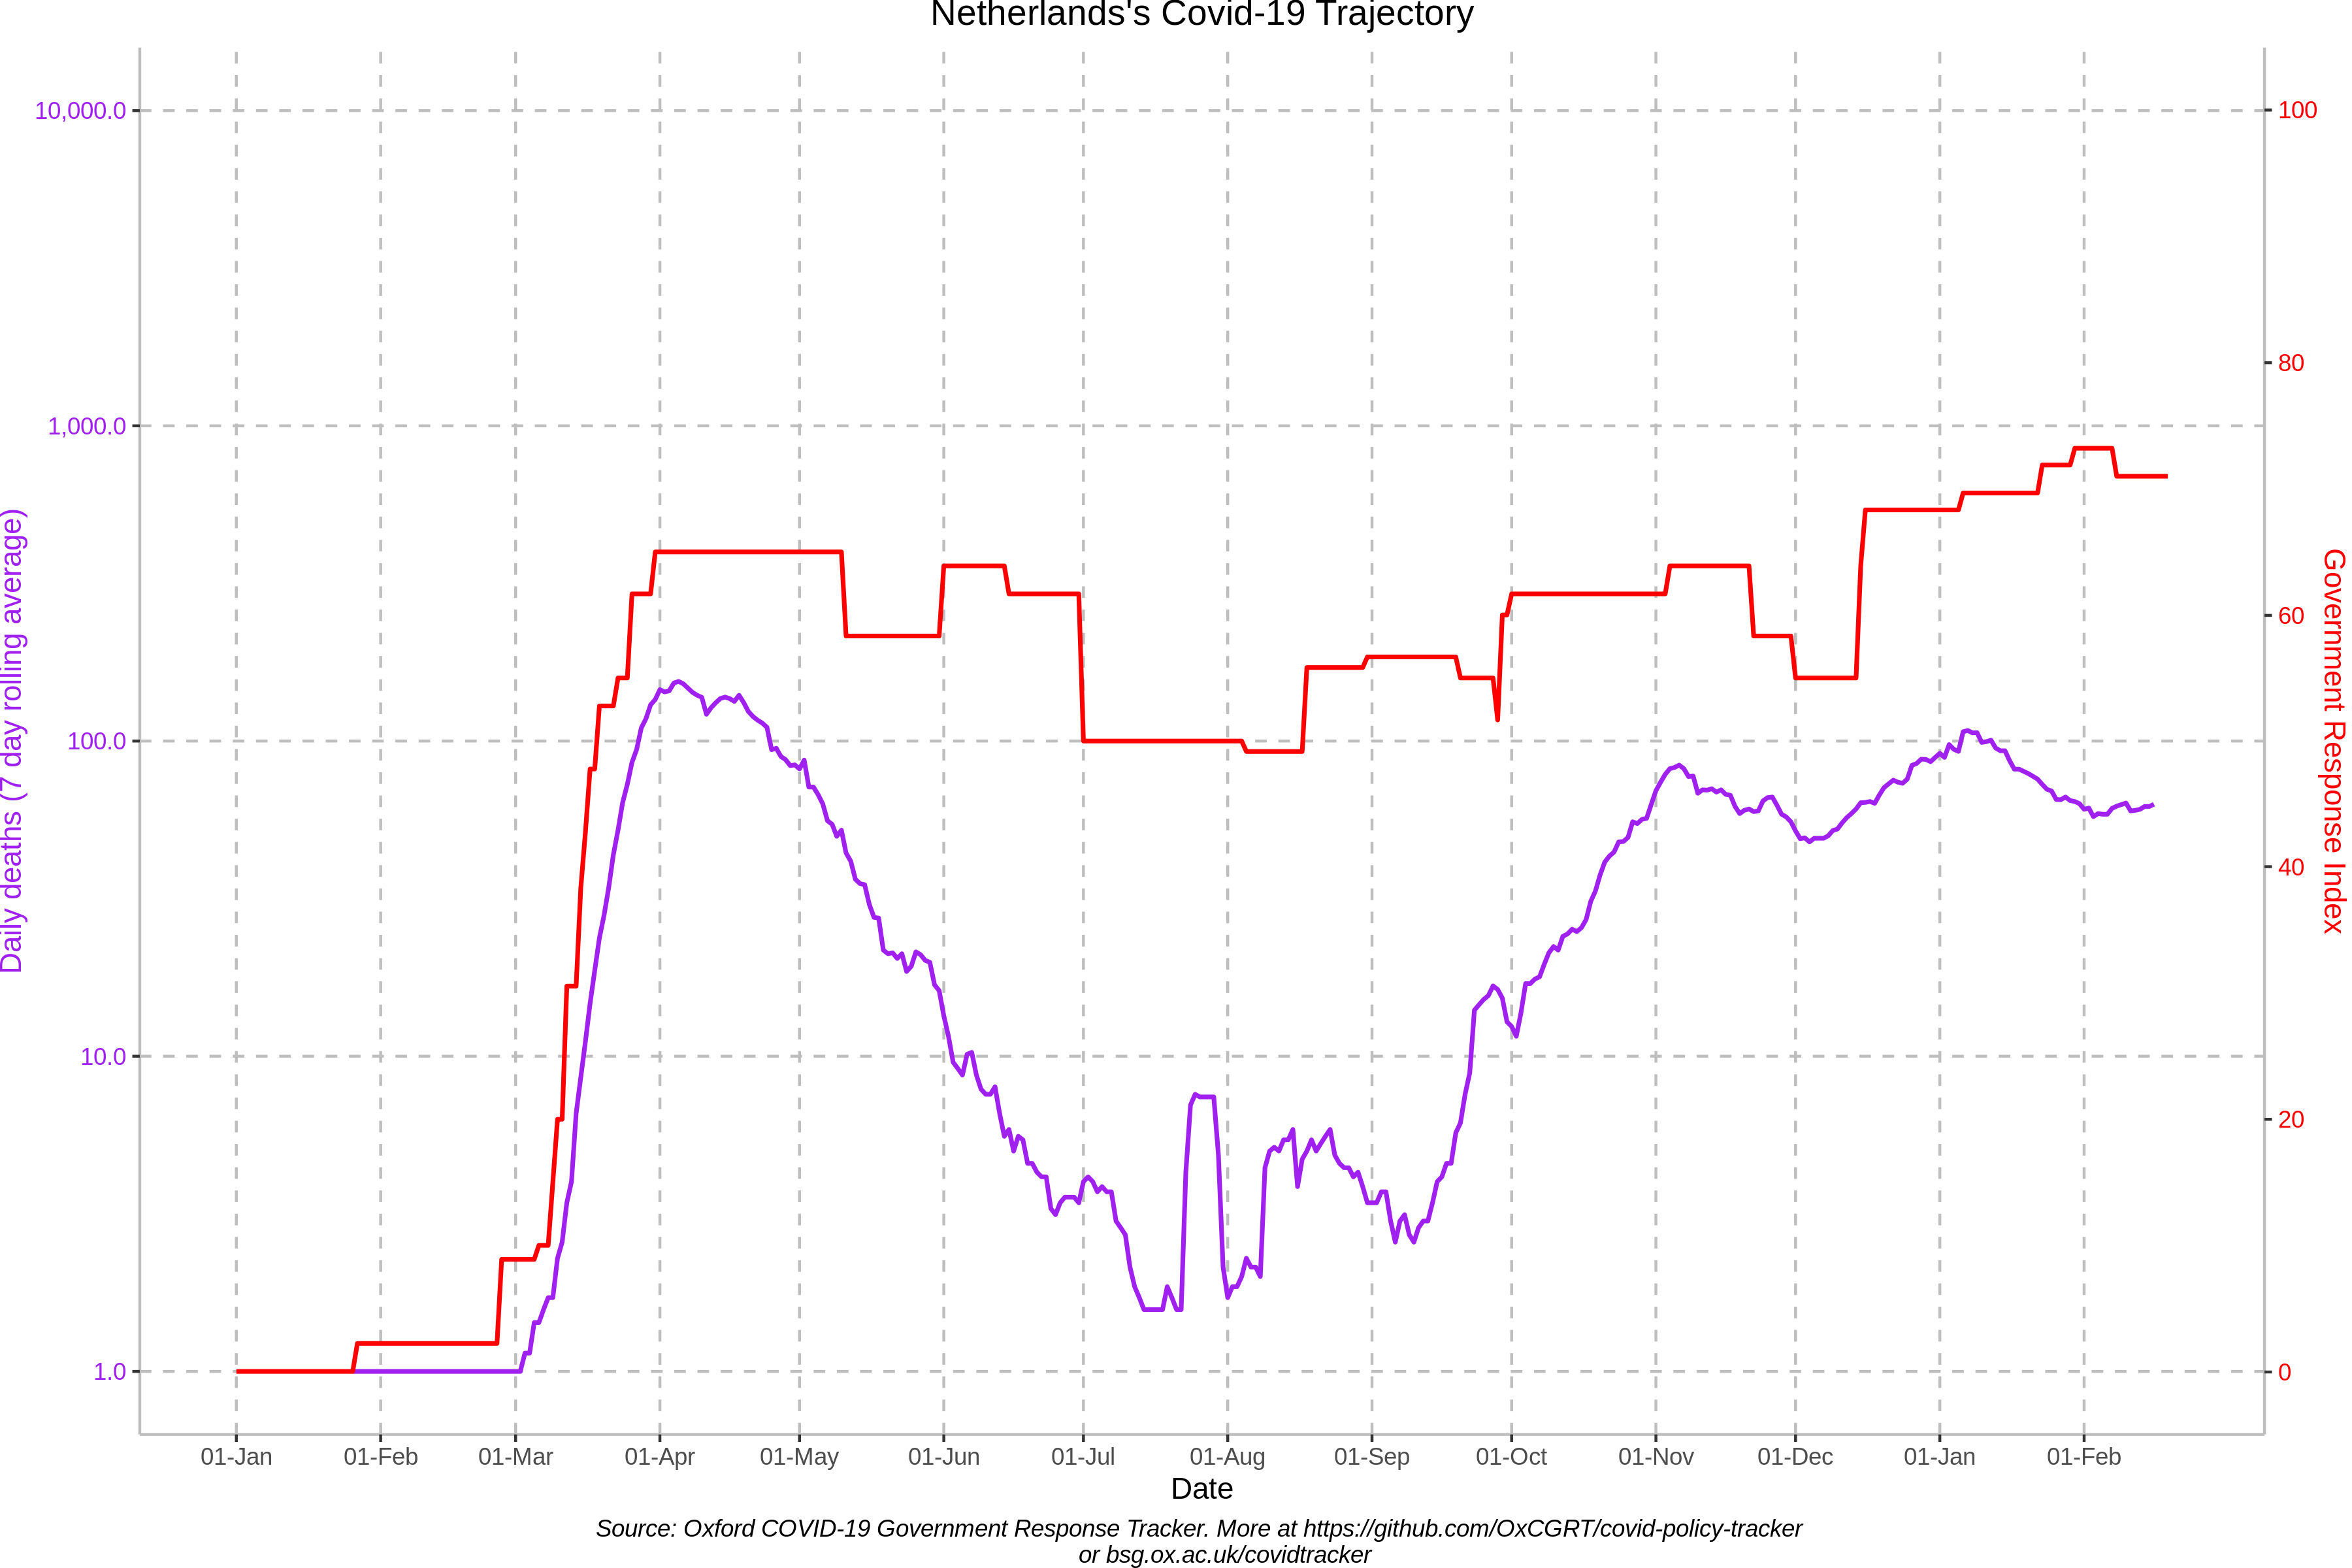 Netherlands's Covid-19 Trajectory
10,000.0
1,000.0
100.0
10.0
1.0
Daily deaths (7 day rolling average)
100
80
60
40
20
0
Government Response Index
01-Jan 01-Feb 01-Mar 01-Apr 01-May 01-Jun 01-Jul 01-Aug 01-Sep 01-Oct 01-Nov 01-Dec 01-Jan 01-Feb
Date
Source: Oxford COVID-19 Government Response Tracker. More at https://github.com/OxCGRT/covid-policy-tracker
or bsg.ox.ac.uk/covidtracker